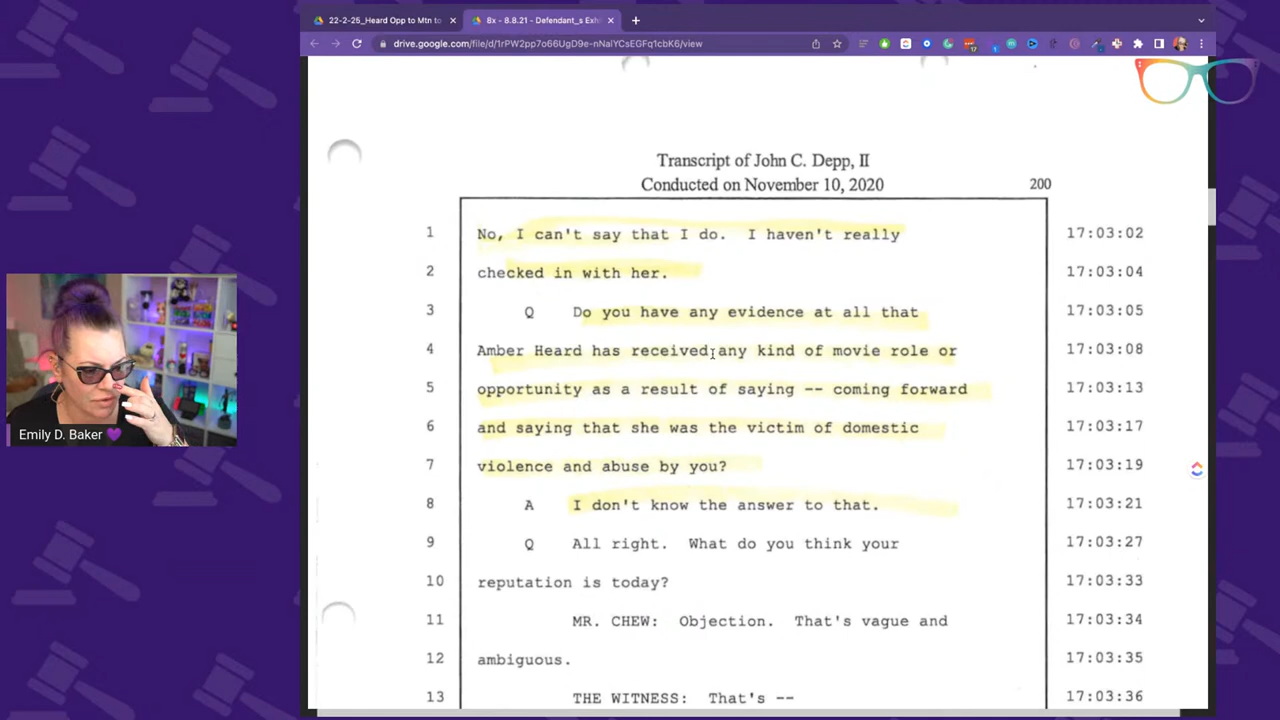 22-2-25_Heard Opp to Mtn to
8x - 8.8.21 - Defendant_s Exhi
drive.google.com/file/d/1rPW2pp7o66UgD9e-nNaIYCsEGFq1cbK6/view
Transcript of John C. Depp, II
Conducted on November 10, 2020 200
1 No, I can't say that I do. I haven't really 17:03:02
2 checked in with her. 17:03:04
3 Q Do you have any evidence at all that 17:03:05
4 Amber Heard has received any kind of movie role or 17:03:08
5 opportunity as a result of saying -- coming forward 17:03:13
6 and saying that she was the victim of domestic 17:03:17
7 violence and abuse by you? 17:03:19
8 A I don't know the answer to that. 17:03:21
9 Q All right. What do you think your 17:03:27
10 reputation is today? 17:03:33
11 MR. CHEW: Objection. That's vague and 17:03:34
12 ambiguous. 17:03:35
13 THE WITNESS: That's -- 17:03:36
Emily D. Baker 💜